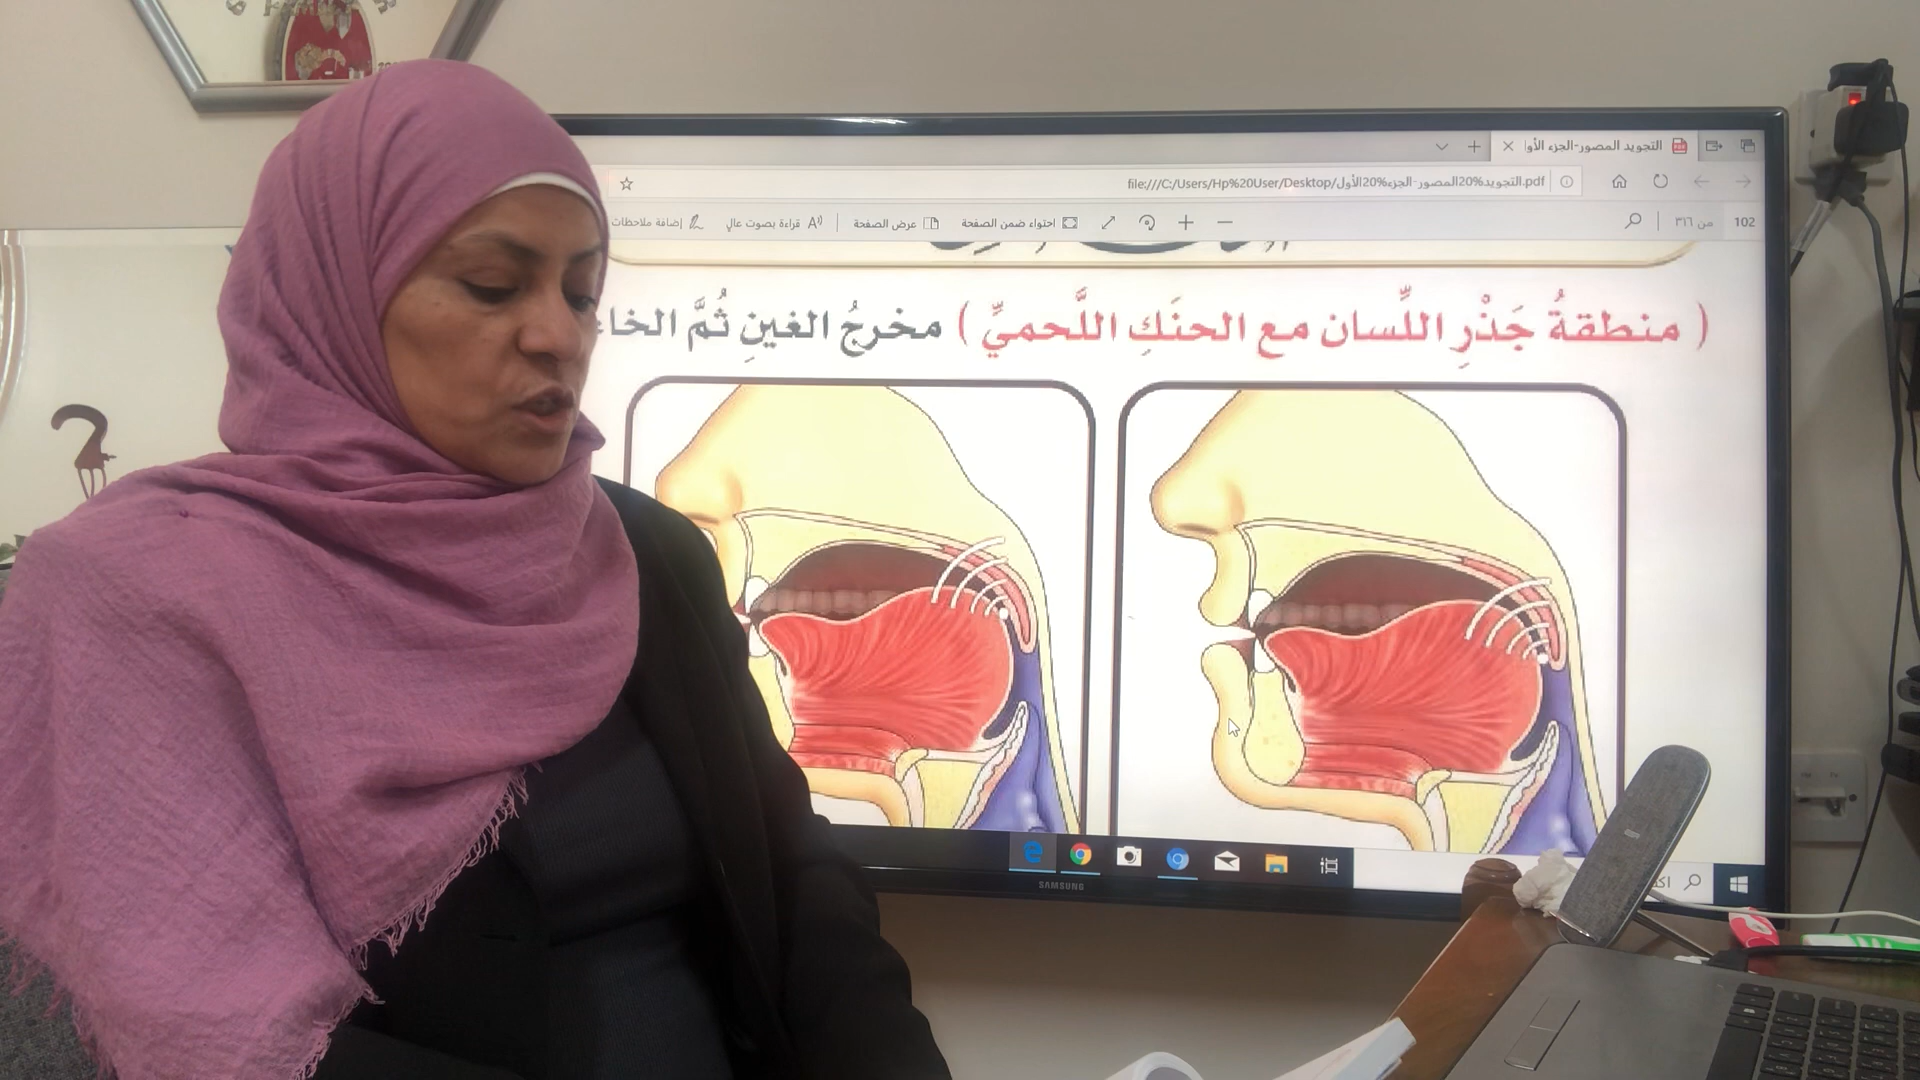 التجويد المصور-الجزء الأو
file:///C:/Users/Hp%20User/Desktop/التجويد%20المصور-الجزء%20الأول.pdf
102 من ٣١٦
احتواء ضمن الصفحة
عرض الصفحة
قراءة بصوت عالٍ
إضافة ملاحظات
( منطقةُ جَذْرِ اللِّسان مع الحنَكِ اللَّحميِّ ) مخرجُ الغينِ ثُمَّ الخاء
SAMSUNG